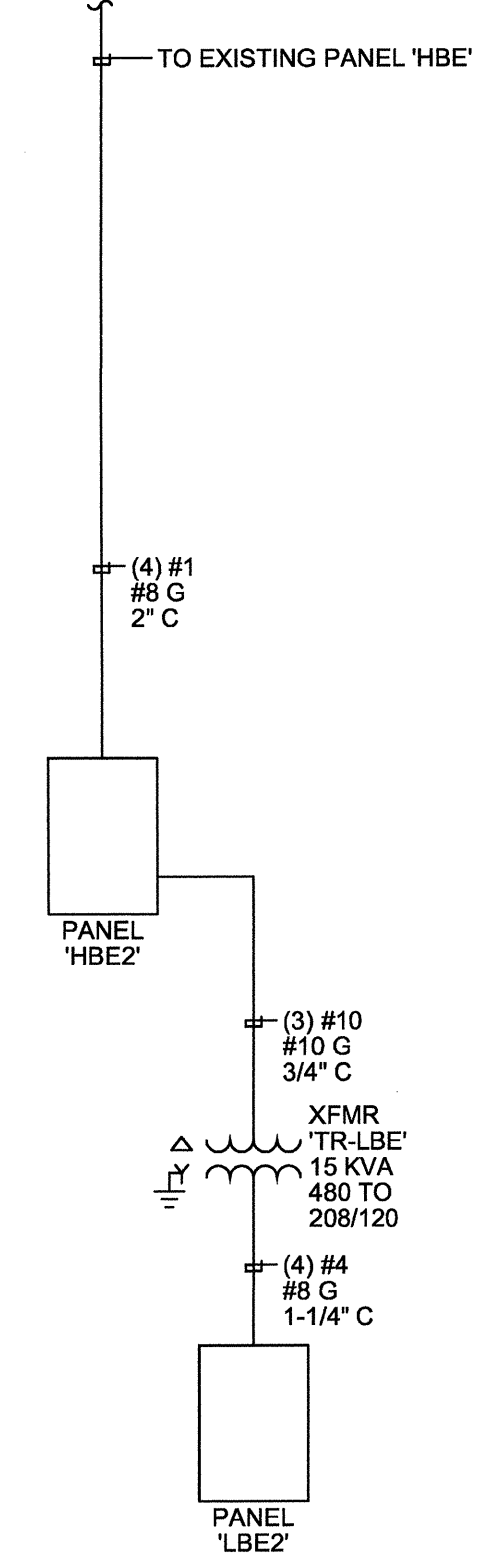 TO EXISTING PANEL 'HBE'
(4) #1
#8 G
2" C
PANEL
'HBE2'
(3) #10
#10 G
3/4" C
XFMR
'TR-LBE'
15 KVA
480 TO
208/120
Y
(4) #4
#8 G
1-1/4" C
PANEL
'LBE2'